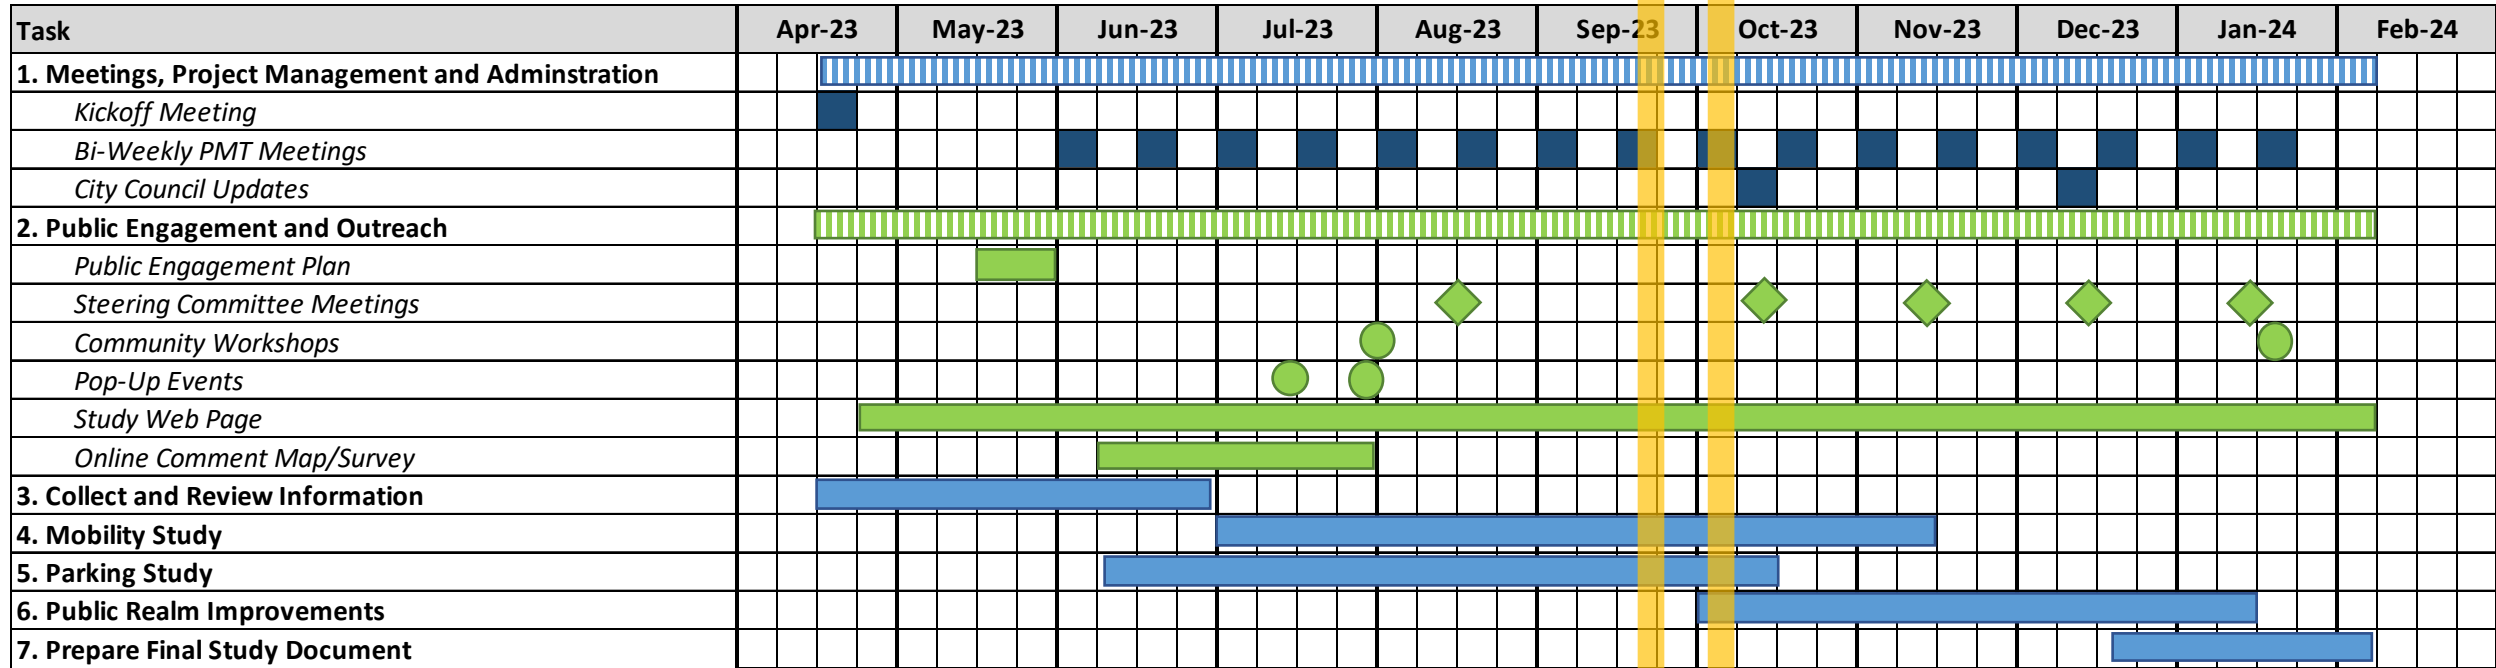 Task Apr-23 May-23 Jun-23 Jul-23 Aug-23 Sep-23 Oct-23 Nov-23 Dec-23 Jan-24 Feb-24
1. Meetings, Project Management and Adminstration
Kickoff Meeting
Bi-Weekly PMT Meetings
City Council Updates
2. Public Engagement and Outreach
Public Engagement Plan
Steering Committee Meetings
Community Workshops
Pop-Up Events
Study Web Page
Online Comment Map/Survey
3. Collect and Review Information
4. Mobility Study
5. Parking Study
6. Public Realm Improvements
7. Prepare Final Study Document